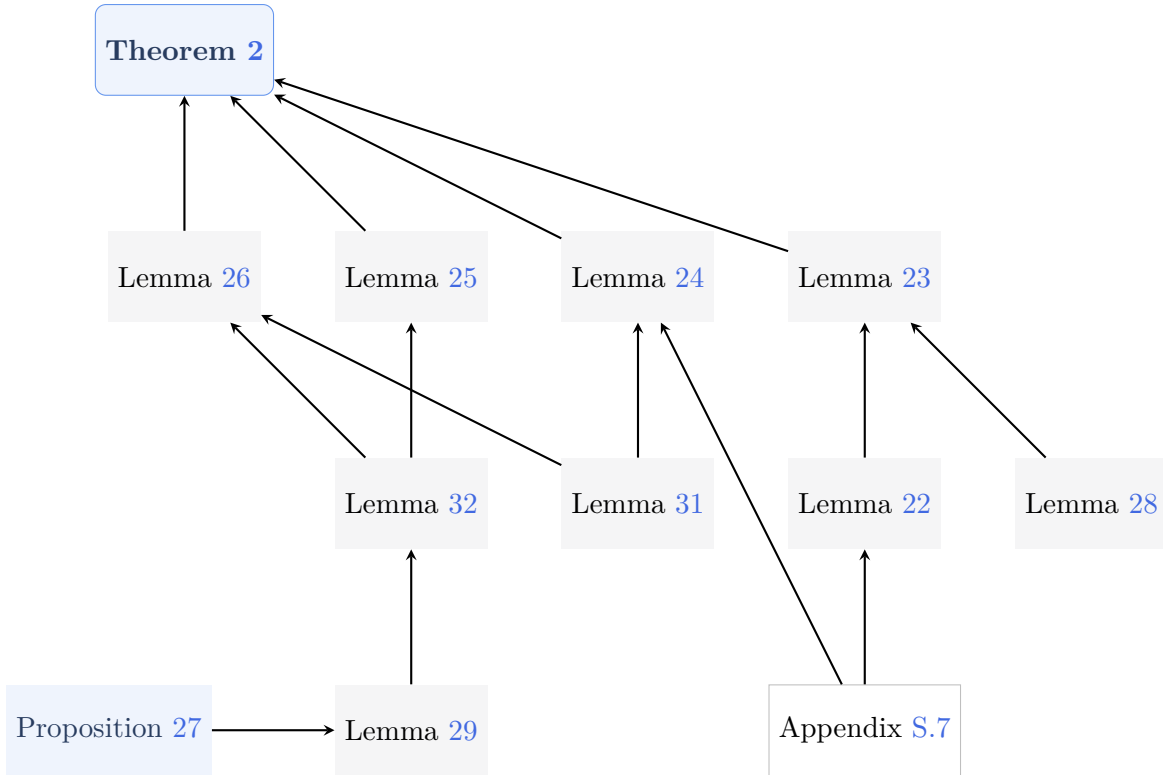 Theorem 2
Lemma 26
Lemma 25
Lemma 24
Lemma 23
Lemma 32
Lemma 31
Lemma 22
Lemma 28
Proposition 27
Lemma 29
Appendix S.7